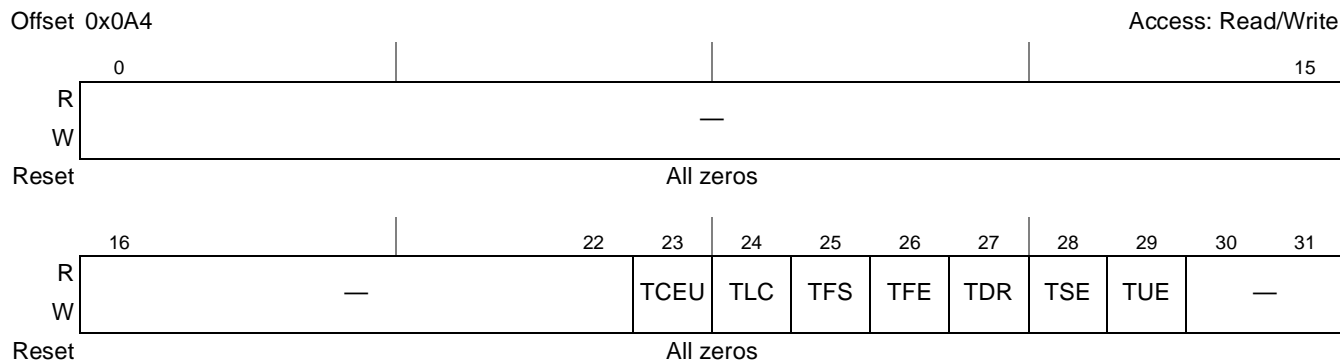 Offset 0x0A4 Access: Read/Write
0 15
R
—
W
Reset All zeros
16 22 23 24 25 26 27 28 29 30 31
R
— TCEU TLC TFS TFE TDR TSE TUE —
W
Reset All zeros